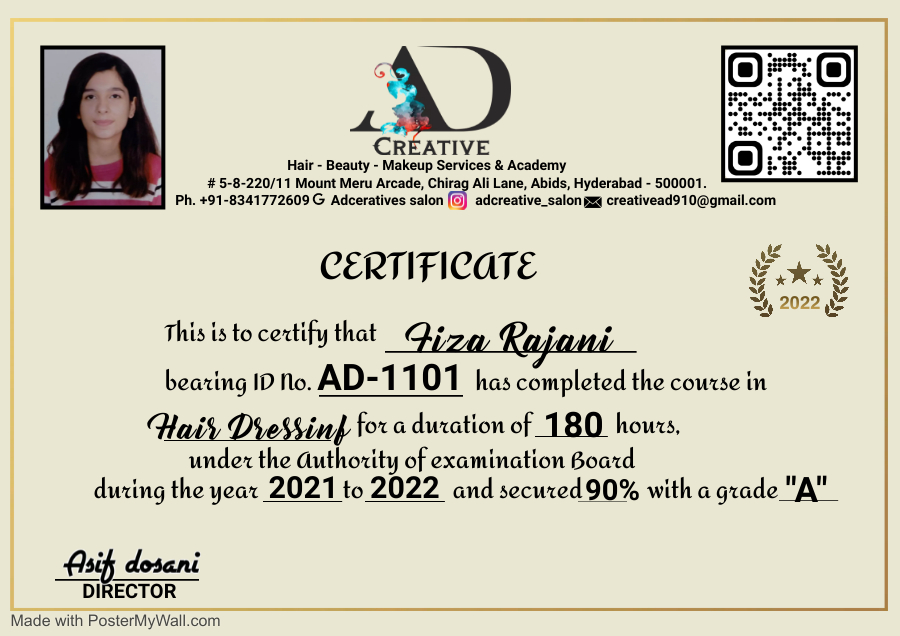 AD
CREATIVE
Hair - Beauty - Makeup Services & Academy
# 5-8-220/11 Mount Meru Arcade, Chirag Ali Lane, Abids, Hyderabad - 500001.
Ph. +91-8341772609 G Adceratives salon adcreative_salon creativead910@gmail.com
CERTIFICATE
2022
This is to certify that Fiza Rajani
bearing ID No. AD-1101 has completed the course in
Hair Dressinf for a duration of 180 hours,
under the Authority of examination Board
during the year 2021 to 2022 and secured 90% with a grade "A"
Asif dosani
DIRECTOR
Made with PosterMyWall.com